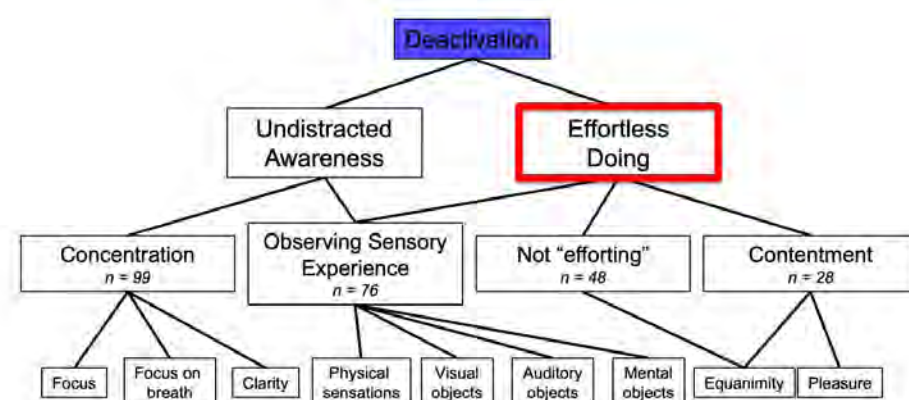 Deactivation
Undistracted
Awareness
Effortless
Doing
Concentration
n = 99
Observing Sensory
Experience
n = 76
Not “efforting”
n = 48
Contentment
n = 28
Focus
Focus on
breath
Clarity
Physical
sensations
Visual
objects
Auditory
objects
Mental
objects
Equanimity
Pleasure